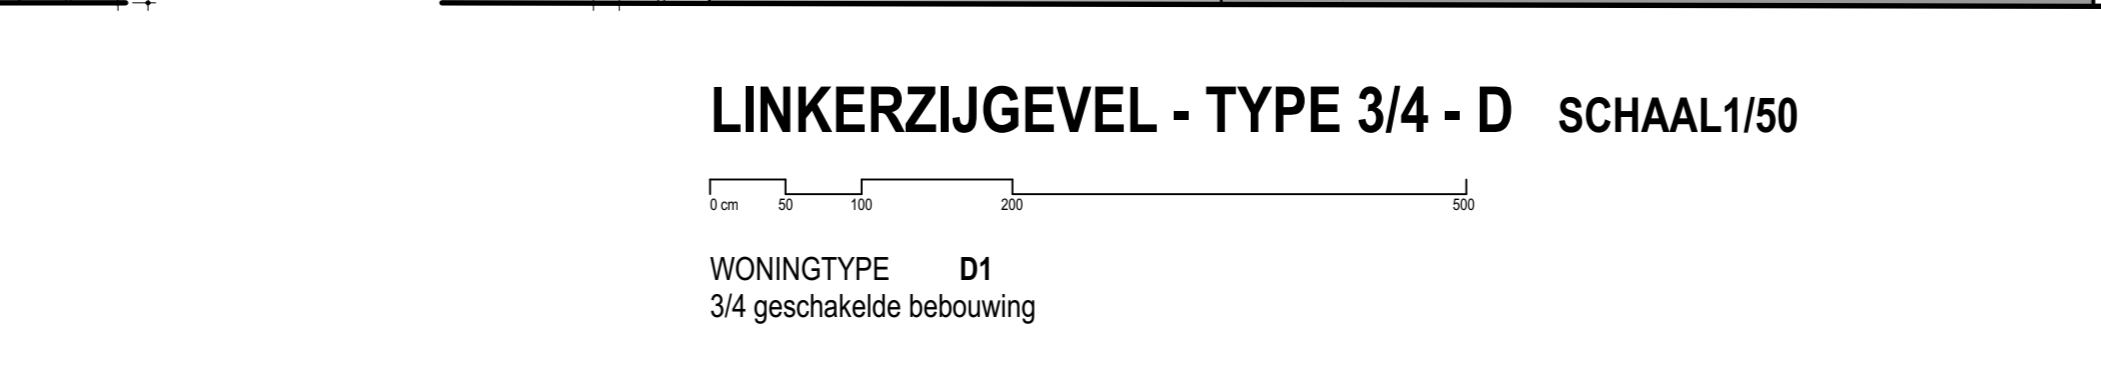 LINKERZIJGEVEL - TYPE 3/4 - D SCHAAL1/50
0 cm 50 100 200 500
WONINGTYPE D1
3/4 geschakelde bebouwing